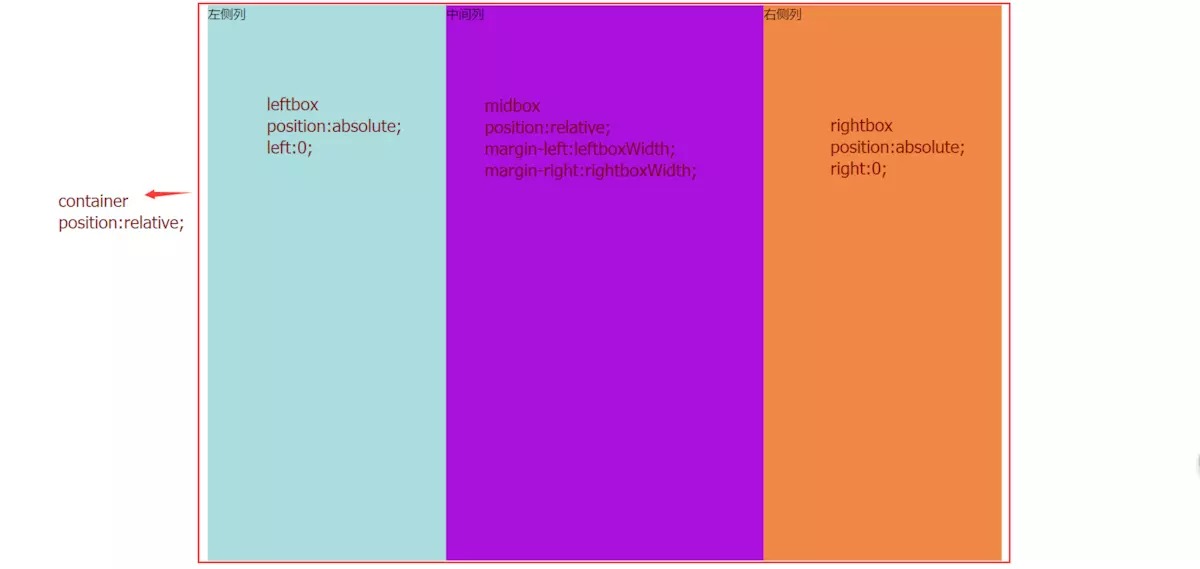 左侧列
中间列
右侧列
leftbox
position:absolute;
left:0;
midbox
position:relative;
margin-left:leftboxWidth;
margin-right:rightboxWidth;
rightbox
position:absolute;
right:0;
container
position:relative;